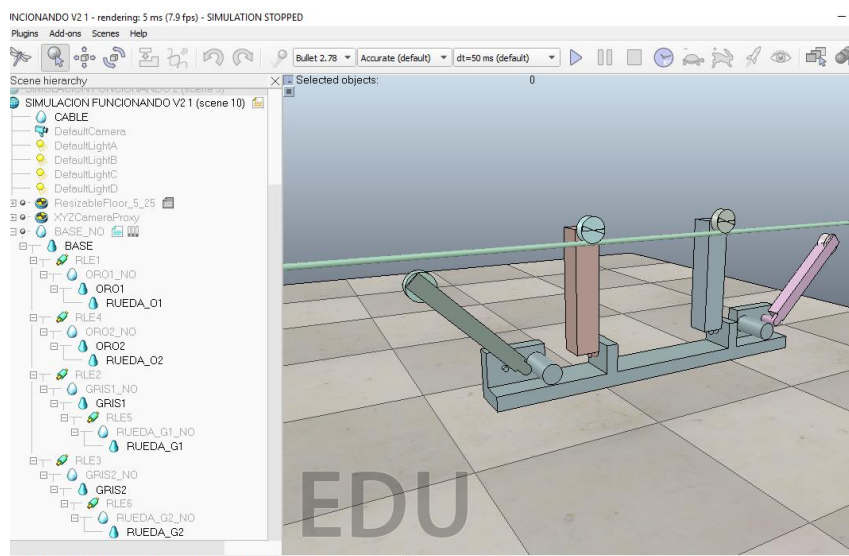 UNCIONANDO V2 1 - rendering: 5 ms (7.9 fps) - SIMULATION STOPPED
Plugins Add-ons Scenes Help
Bullet 2.78 Accurate (default) dt=50 ms (default)
Scene hierarchy
Selected objects: 0
SIMULACION FUNCIONANDO V2 1 (scene 10)
CABLE
DefaultCamera
DefaultLightA
DefaultLightB
DefaultLightC
DefaultLightD
ResizableFloor_5_25
XYZCameraProxy
BASE_NO
BASE
RLE1
ORO1_NO
ORO1
RUEDA_O1
RLE4
ORO2_NO
ORO2
RUEDA_O2
RLE2
GRIS1_NO
GRIS1
RLE5
RUEDA_G1_NO
RUEDA_G1
RLE3
GRIS2_NO
GRIS2
RLE6
RUEDA_G2_NO
RUEDA_G2
EDU